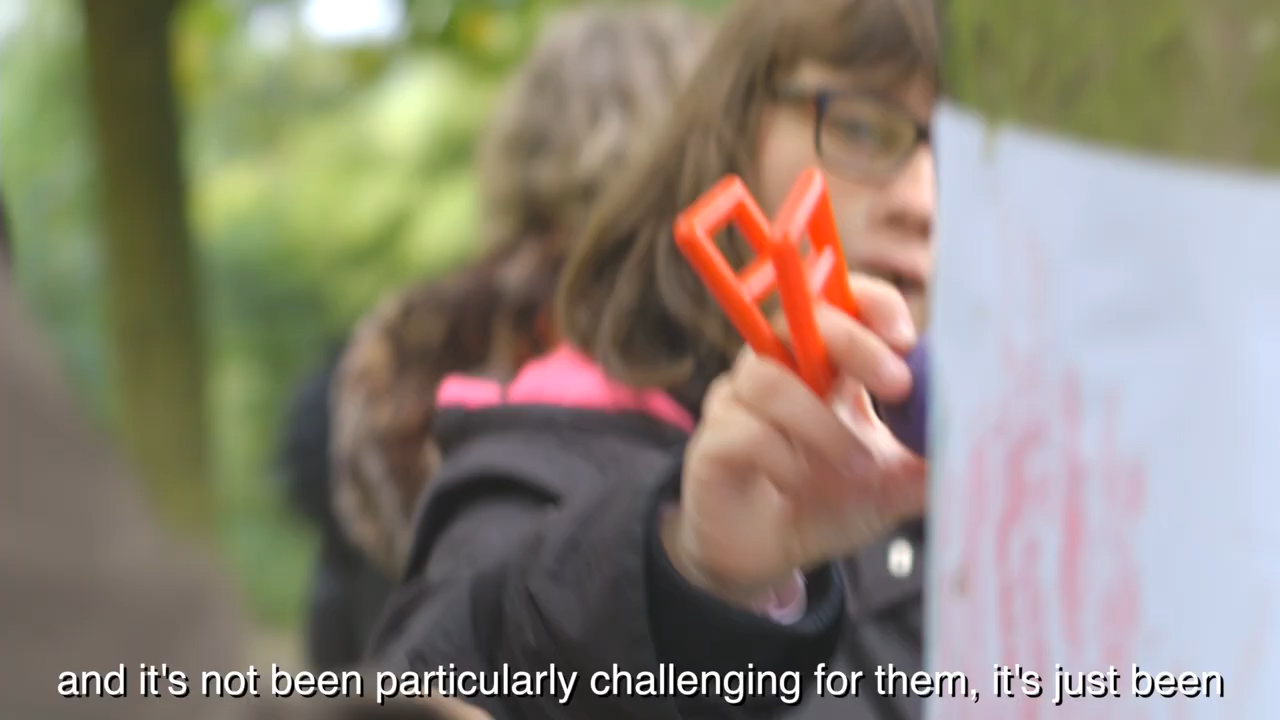 and it's not been particularly challenging for them, it's just been